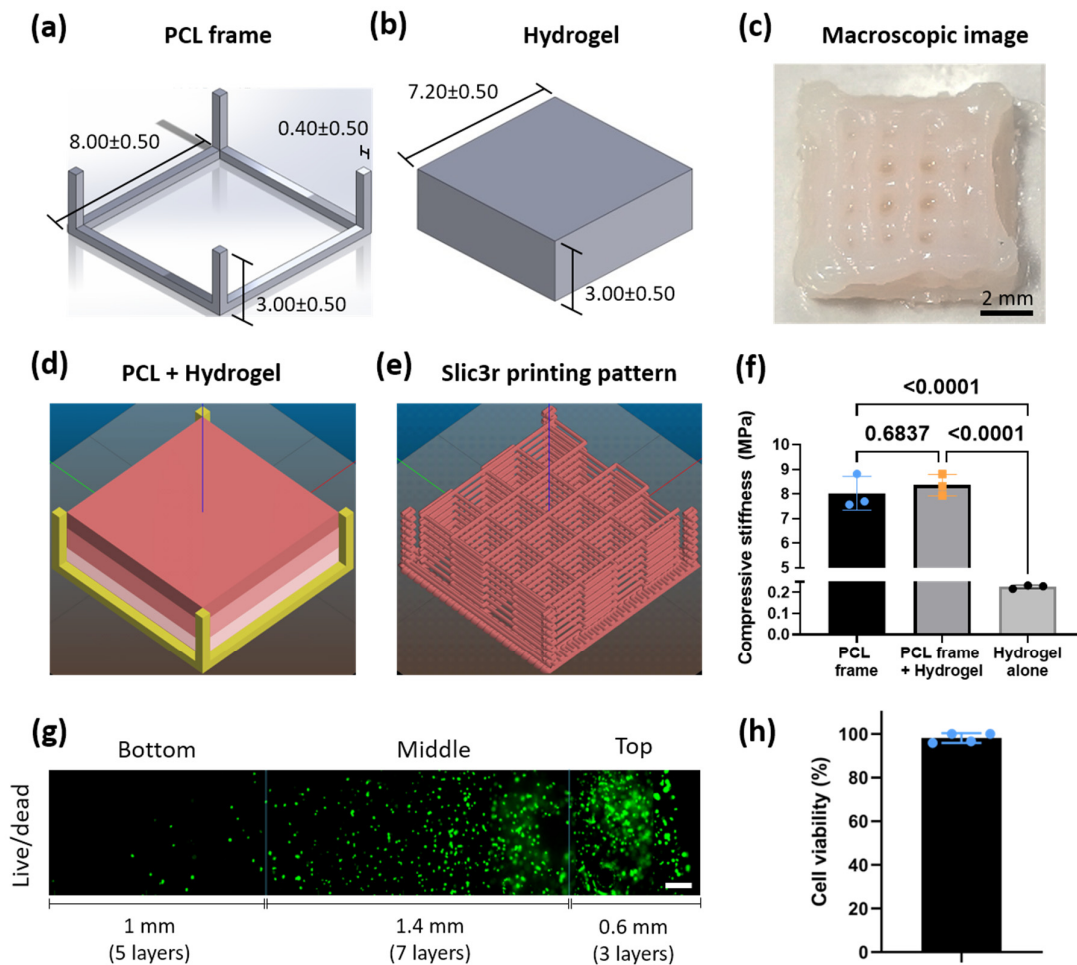 (a)
PCL frame
8.00±0.50
0.40±0.50
3.00±0.50
(b)
Hydrogel
7.20±0.50
3.00±0.50
(c)
Macroscopic image
2 mm
(d)
PCL + Hydrogel
(e)
Slic3r printing pattern
(f)
<0.0001
0.6837
<0.0001
Compressive stiffness (MPa)
10
9
8
7
6
5
0.2
0.0
PCL
frame
PCL frame
+ Hydrogel
Hydrogel
alone
(g)
Bottom
Middle
Top
Live/dead
1 mm
(5 layers)
1.4 mm
(7 layers)
0.6 mm
(3 layers)
(h)
Cell viability (%)
100
80
60
40
20
0